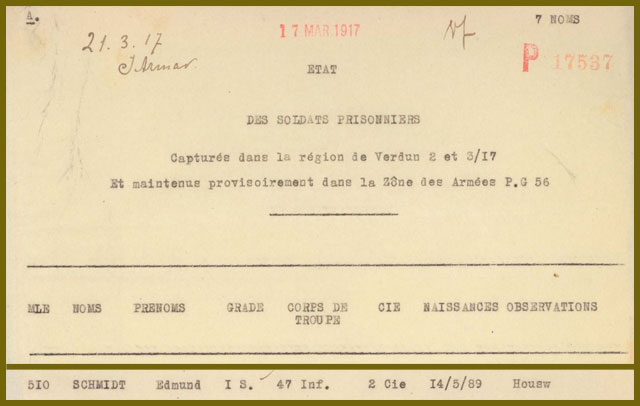 A.
17 MAR 1917
7 NOMS
21.3.17
P 17537
ETAT
DES SOLDATS PRISONNIERS
Capturés dans la région de Verdun 2 et 3/17
Et maintenus provisoirement dans la Zône des Armées P.G 56
MLE NOMS PRENOMS GRADE CORPS DE TROUPE CIE NAISSANCES OBSERVATIONS
510 SCHMIDT Edmund I S. 47 Inf. 2 Cie 14/5/89 Housw